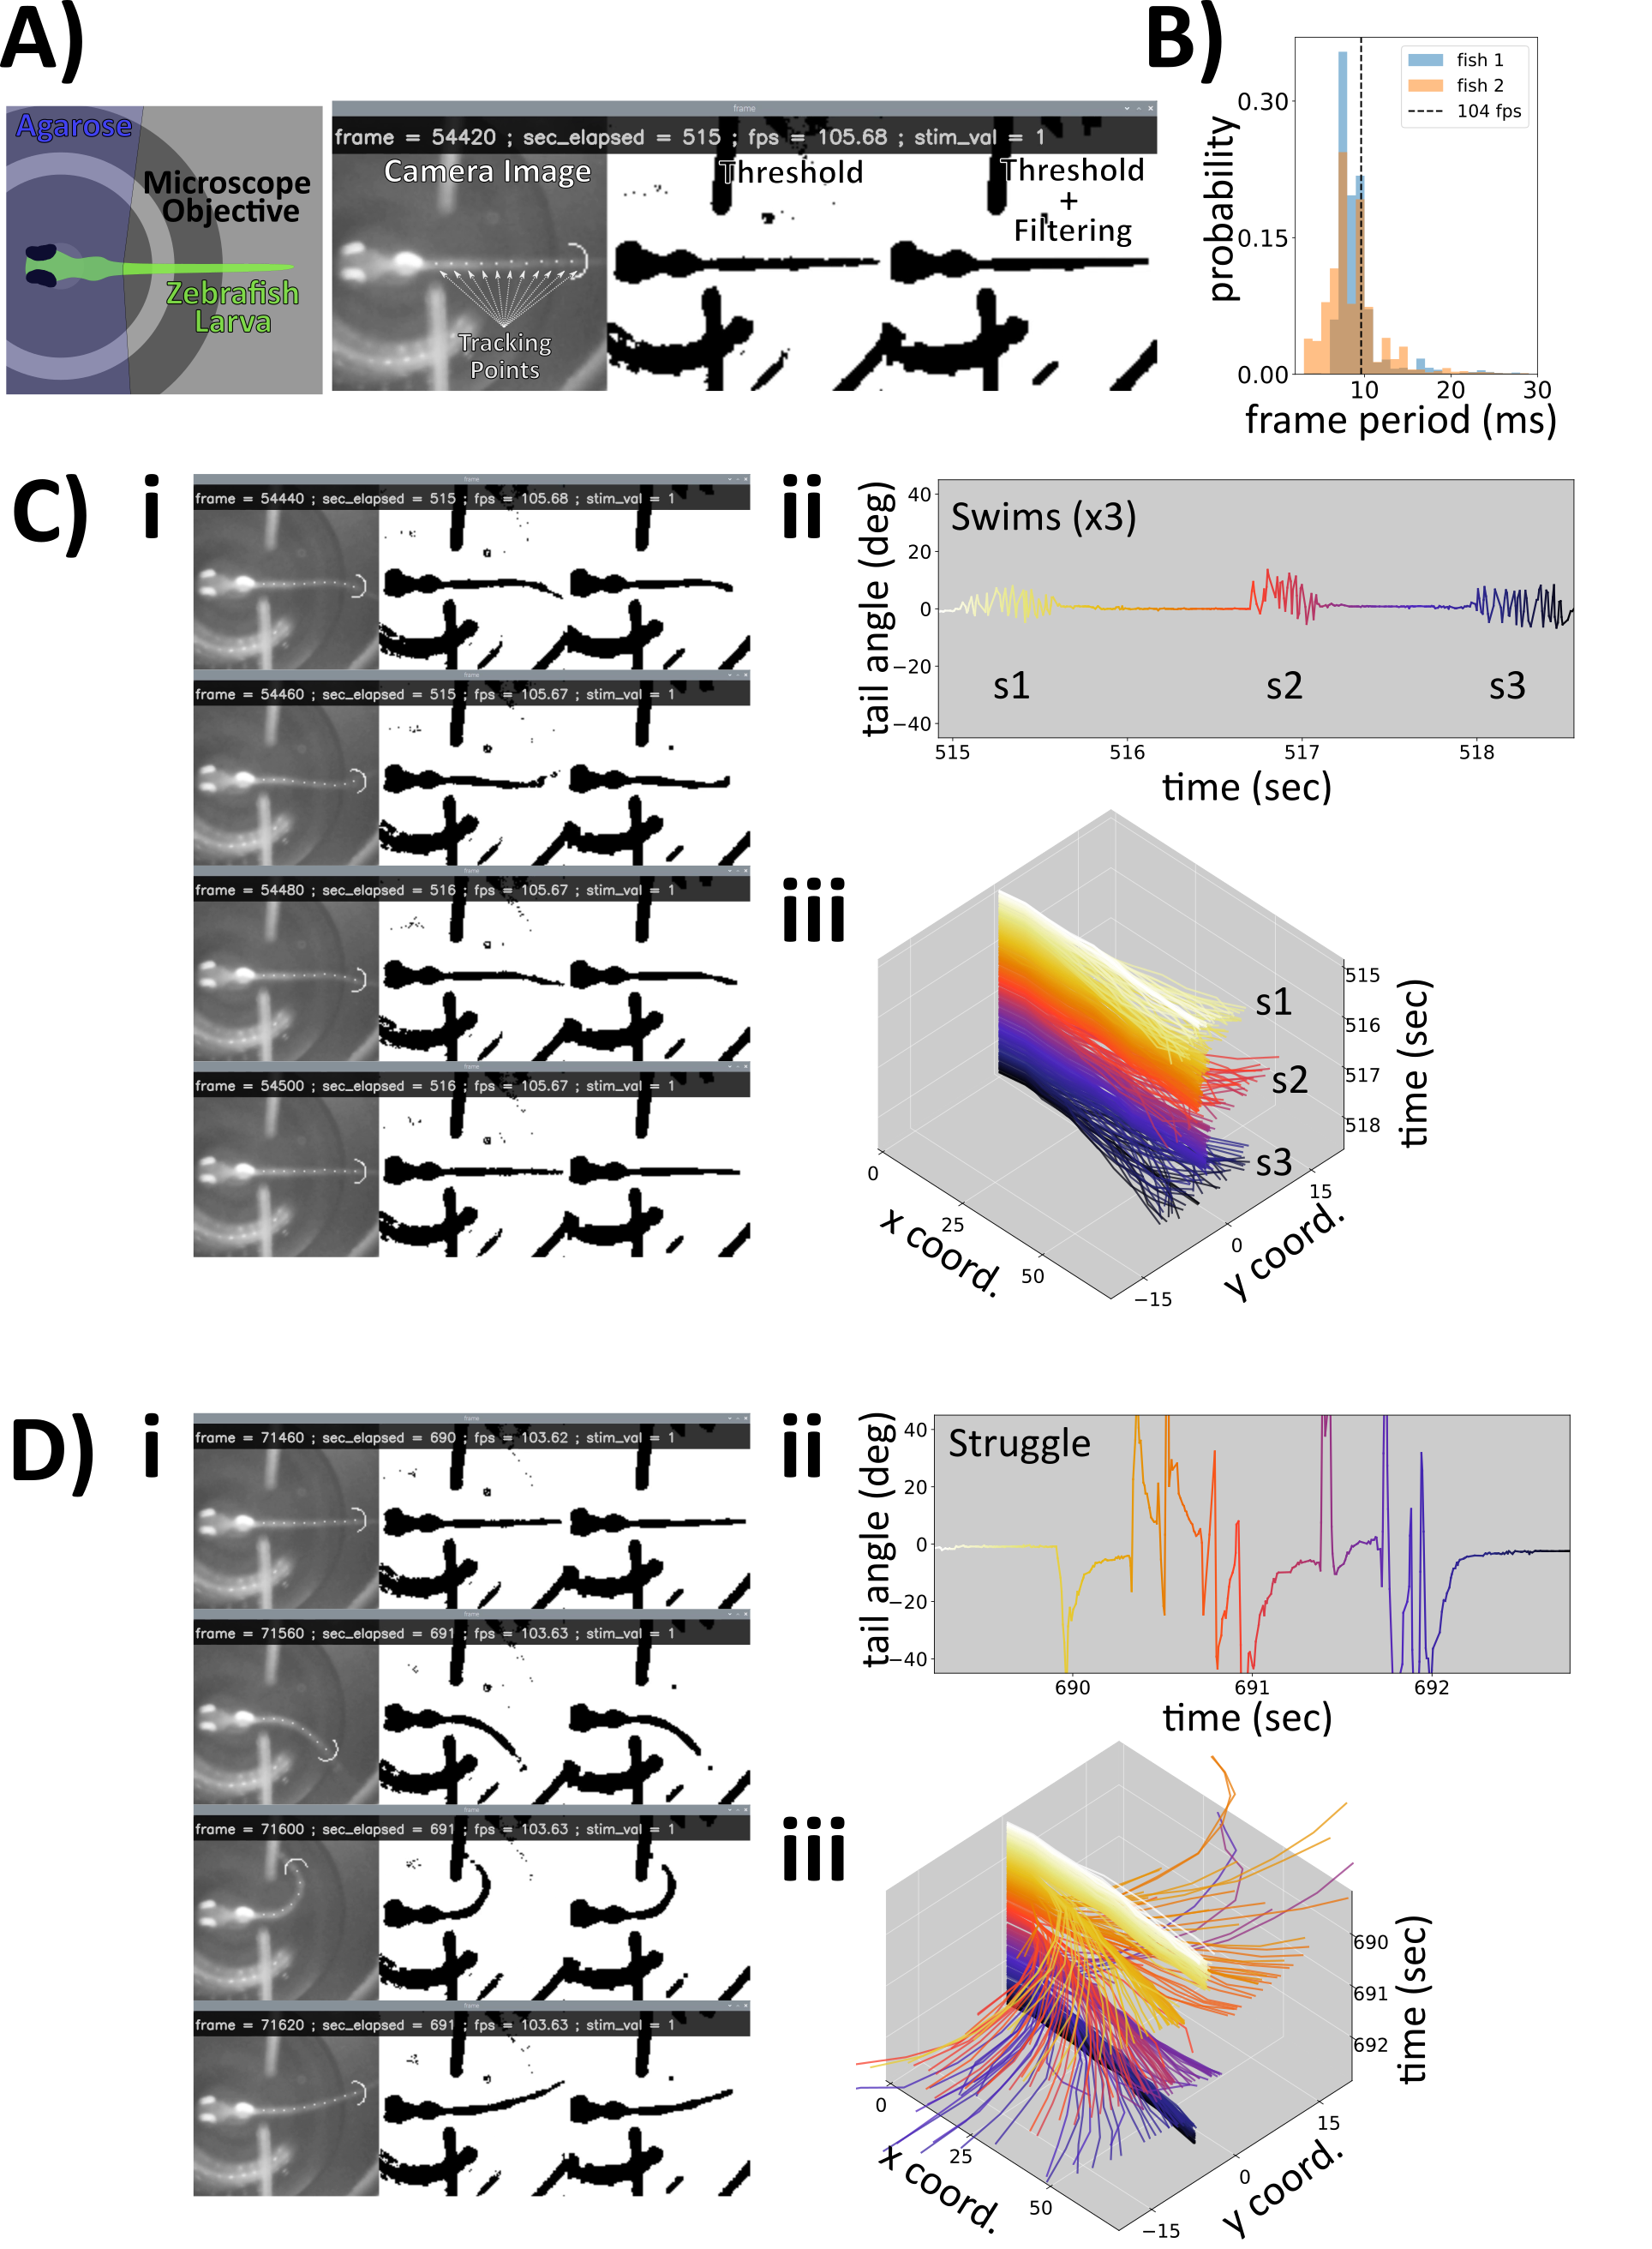 A)
Agarose
Microscope
Objective
Zebrafish
Larva
frame
frame = 54420 ; sec_elapsed = 515 ; fps = 105.68 ; stim_val = 1
Camera Image
Threshold
Threshold
+
Filtering
Tracking
Points
B)
probability
0.30
0.15
0.00
fish 1
fish 2
104 fps
10 20 30
frame period (ms)
C)
i
frame
frame = 54440 ; sec_elapsed = 515 ; fps = 105.68 ; stim_val = 1
frame
frame = 54460 ; sec_elapsed = 515 ; fps = 105.67 ; stim_val = 1
frame
frame = 54480 ; sec_elapsed = 516 ; fps = 105.67 ; stim_val = 1
frame
frame = 54500 ; sec_elapsed = 516 ; fps = 105.67 ; stim_val = 1
ii
tail angle (deg)
40
20
0
−20
−40
Swims (x3)
s1 s2 s3
515 516 517 518
time (sec)
iii
s1
s2
s3
515
516
517
518
time (sec)
0
25
50
x coord.
15
0
−15
y coord.
D)
i
frame
frame = 71460 ; sec_elapsed = 690 ; fps = 103.62 ; stim_val = 1
frame
frame = 71560 ; sec_elapsed = 691 ; fps = 103.63 ; stim_val = 1
frame
frame = 71600 ; sec_elapsed = 691 ; fps = 103.63 ; stim_val = 1
frame
frame = 71620 ; sec_elapsed = 691 ; fps = 103.63 ; stim_val = 1
ii
tail angle (deg)
40
20
0
−20
−40
Struggle
690 691 692
time (sec)
iii
690
691
692
time (sec)
0
25
50
x coord.
15
0
−15
y coord.